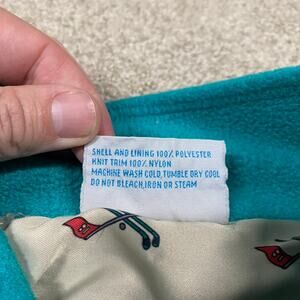 SHELL AND LINING 100% POLYESTER
KNIT TRIM 100% NYLON
MACHINE WASH COLD, TUMBLE DRY COOL
DO NOT BLEACH, IRON OR STEAM